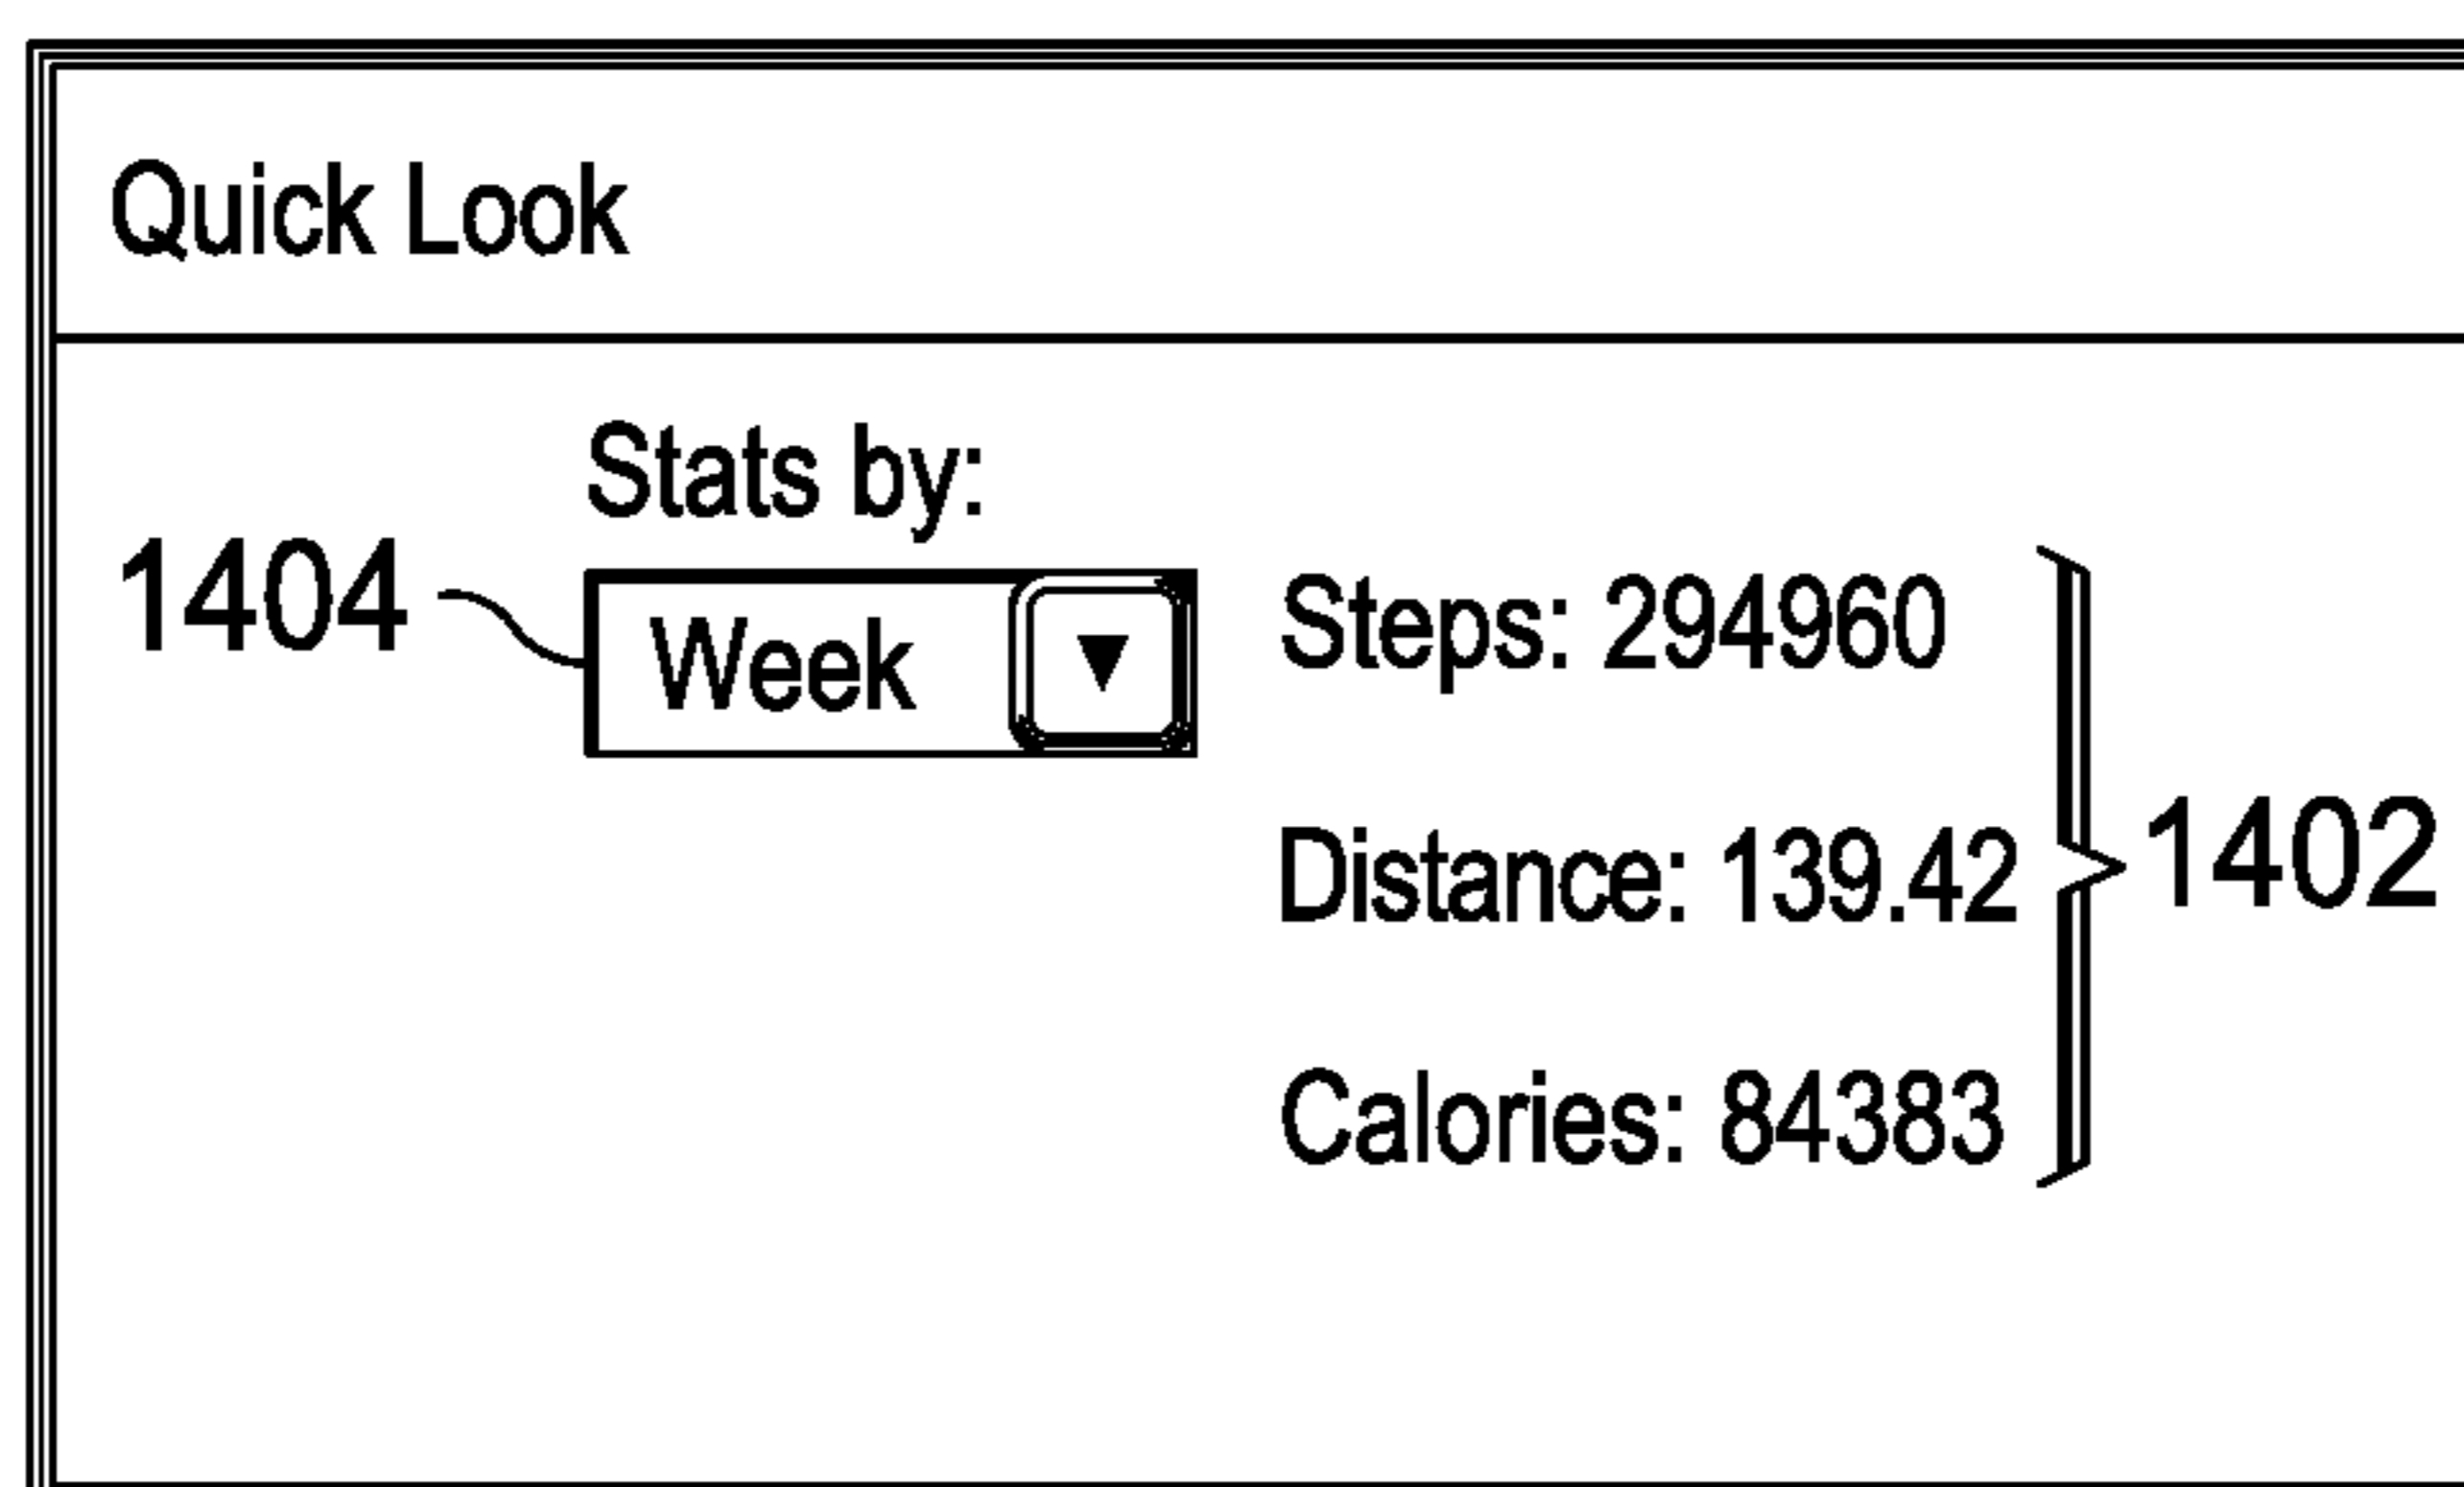 Quick Look
Stats by:
1404
Week
Steps: 294960
Distance: 139.42
1402
Calories: 84383